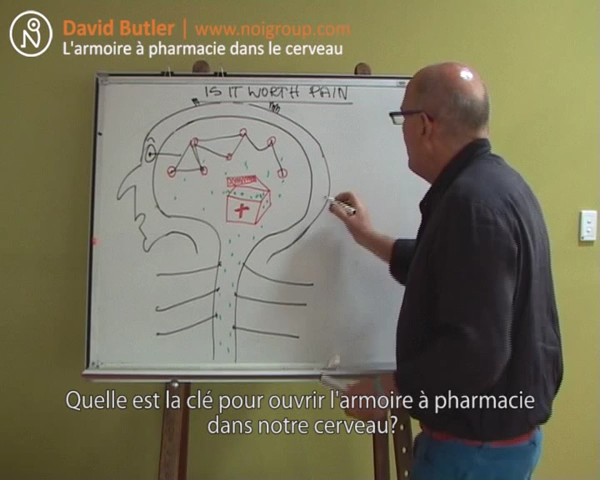 David Butler | www.noigroup.com
L'armoire à pharmacie dans le cerveau
IS IT WORTH PAIN
Quelle est la clé pour ouvrir l'armoire à pharmacie
dans notre cerveau?